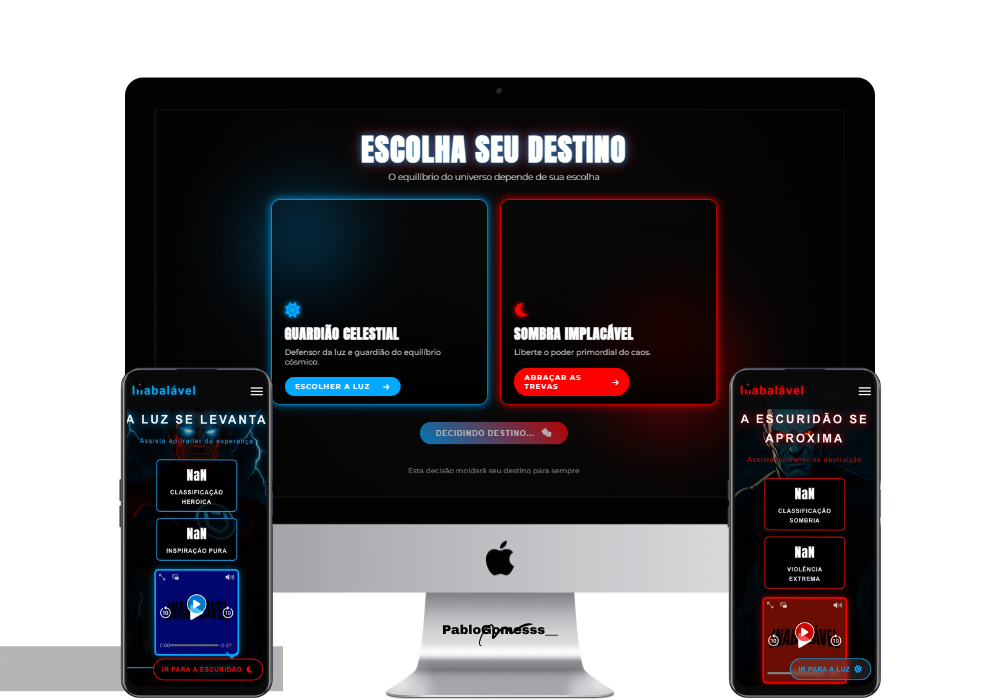 ESCOLHA SEU DESTINO
O equilíbrio do universo depende de sua escolha
GUARDIÃO CELESTIAL
Defensor da luz e guardião do equilíbrio
cósmico.
ESCOLHER A LUZ
SOMBRA IMPLACÁVEL
Liberte o poder primordial do caos.
ABRAÇAR AS
TREVAS
DECIDINDO DESTINO...
Esta decisão moldará seu destino para sempre
Inabalável
A LUZ SE LEVANTA
Assista ao trailer da esperança
NaN
CLASSIFICAÇÃO
HEROICA
NaN
INSPIRAÇÃO PURA
10
10
0:00
-0:37
IR PARA A ESCURIDÃO
Inabalável
A ESCURIDÃO SE
APROXIMA
Assista ao trailer da destruição
NaN
CLASSIFICAÇÃO
SOMBRIA
NaN
VIOLÊNCIA
EXTREMA
10
10
IR PARA A LUZ
PabloGomesss__